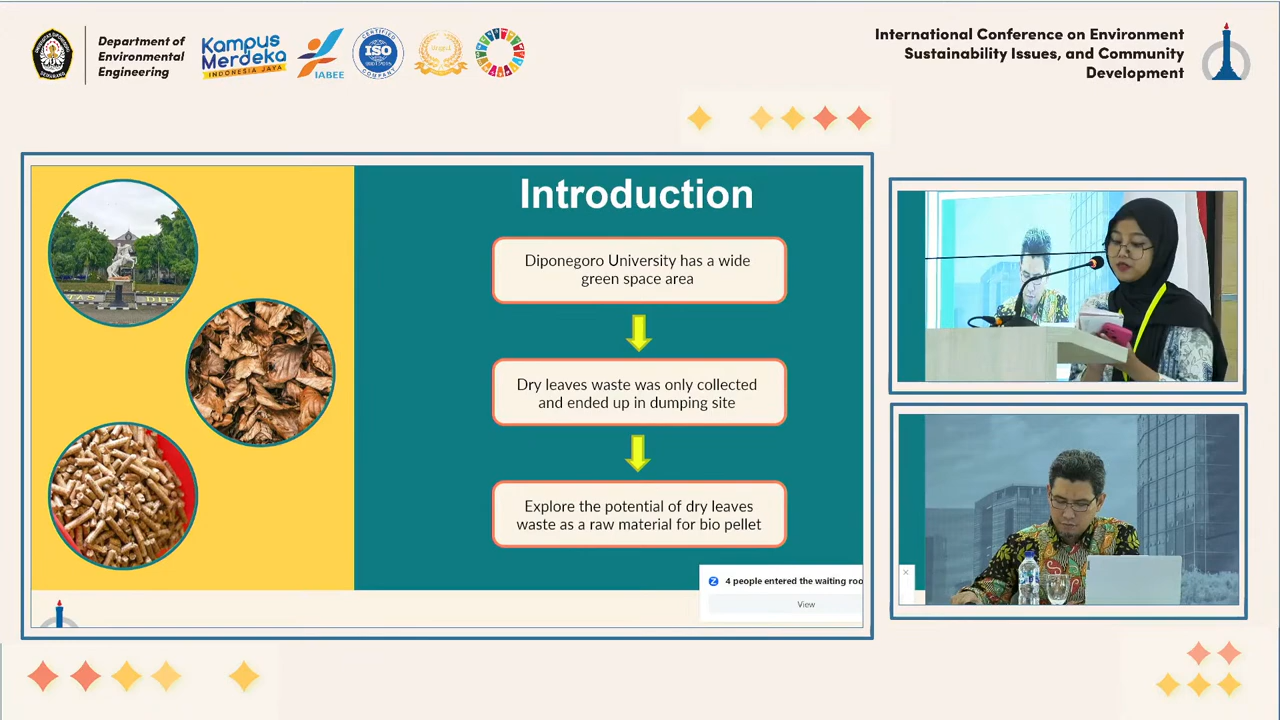 Department of
Environmental
Engineering
Kampus
Merdeka
INDONESIA JAYA
IABEE
CERTIFIED
ISO
COMPANY
International Conference on Environment
Sustainability Issues, and Community
Development
Introduction
Diponegoro University has a wide
green space area
Dry leaves waste was only collected
and ended up in dumping site
Explore the potential of dry leaves
waste as a raw material for bio pellet
4 people entered the waiting roo
View